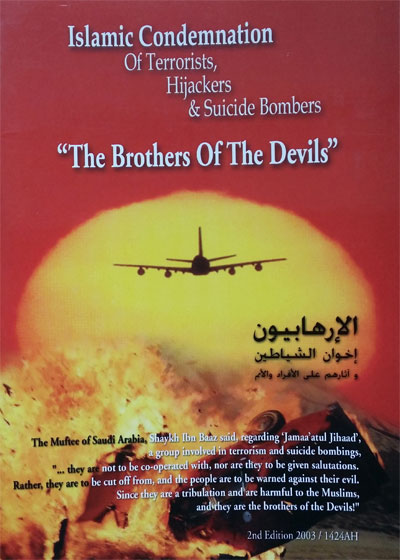 Islamic Condemnation
Of Terrorists,
Hijackers
& Suicide Bombers
"The Brothers Of The Devils"
الإرهابيون
إخوان الشياطين
و آثارهم على الأفراد والأمم
The Muftee of Saudi Arabia, Shaykh Ibn Baaz said, regarding 'Jamaa'atul Jihaad',
a group involved in terrorism and suicide bombings,
"... they are not to be co-operated with, nor are they to be given salutations.
Rather, they are to be cut off from, and the people are to be warned against their evil.
Since they are a tribulation and are harmful to the Muslims,
and they are the brothers of the Devils!"
2nd Edition 2003 / 1424AH